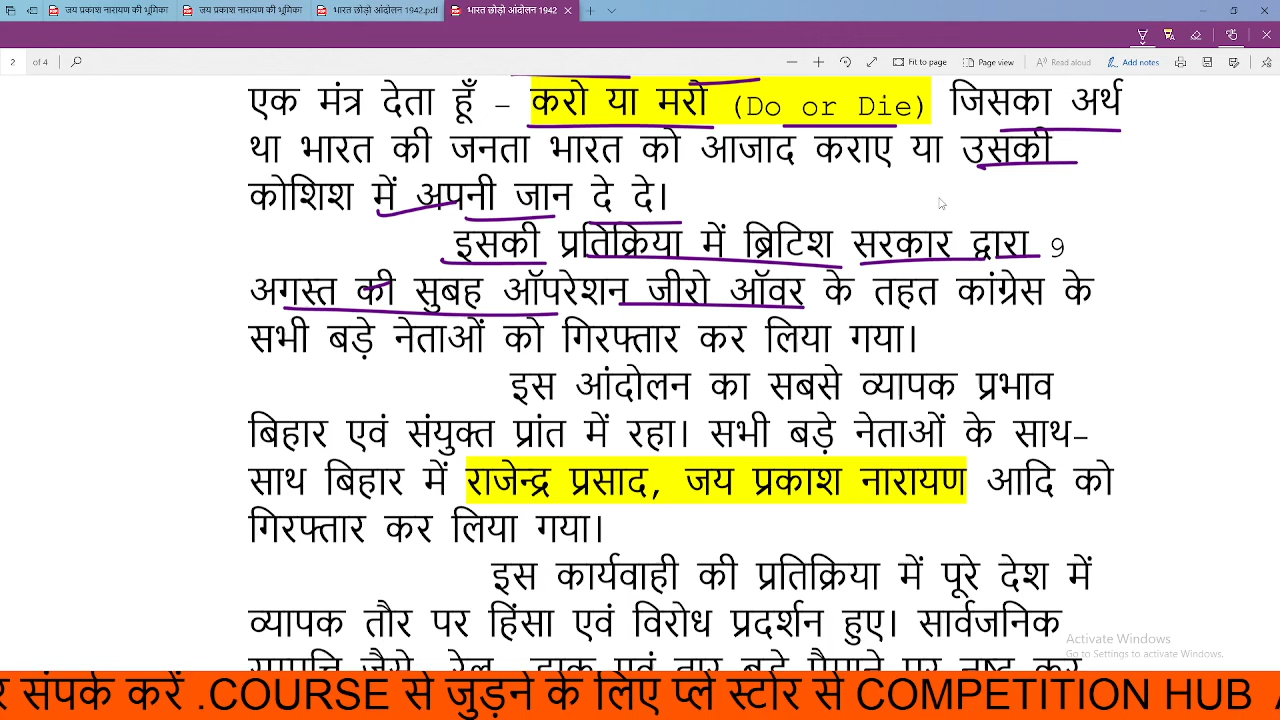 जय प्रकाश नारायण की भूमिका
जय प्रकाश नारायण की भूमिका
भारत छोड़ो आंदोलन 1942.pdf
भारत छोड़ो आंदोलन 1942
2 of 4
Fit to page
Page view
Read aloud
Add notes
एक मंत्र देता हूँ - करो या मरो (Do or Die) जिसका अर्थ
था भारत की जनता भारत को आजाद कराए या उसकी
कोशिश में अपनी जान दे दे।
इसकी प्रतिक्रिया में ब्रिटिश सरकार द्वारा 9
अगस्त की सुबह ऑपरेशन जीरो ऑवर के तहत कांग्रेस के
सभी बड़े नेताओं को गिरफ्तार कर लिया गया।
इस आंदोलन का सबसे व्यापक प्रभाव
बिहार एवं संयुक्त प्रांत में रहा। सभी बड़े नेताओं के साथ-
साथ बिहार में राजेन्द्र प्रसाद, जय प्रकाश नारायण आदि को
गिरफ्तार कर लिया गया।
इस कार्यवाही की प्रतिक्रिया में पूरे देश में
व्यापक तौर पर हिंसा एवं विरोध प्रदर्शन हुए। सार्वजनिक
Activate Windows
Go to Settings to activate Windows.
संपर्क करें .COURSE से जुड़ने के लिए प्ले स्टोर से COMPETITION HUB